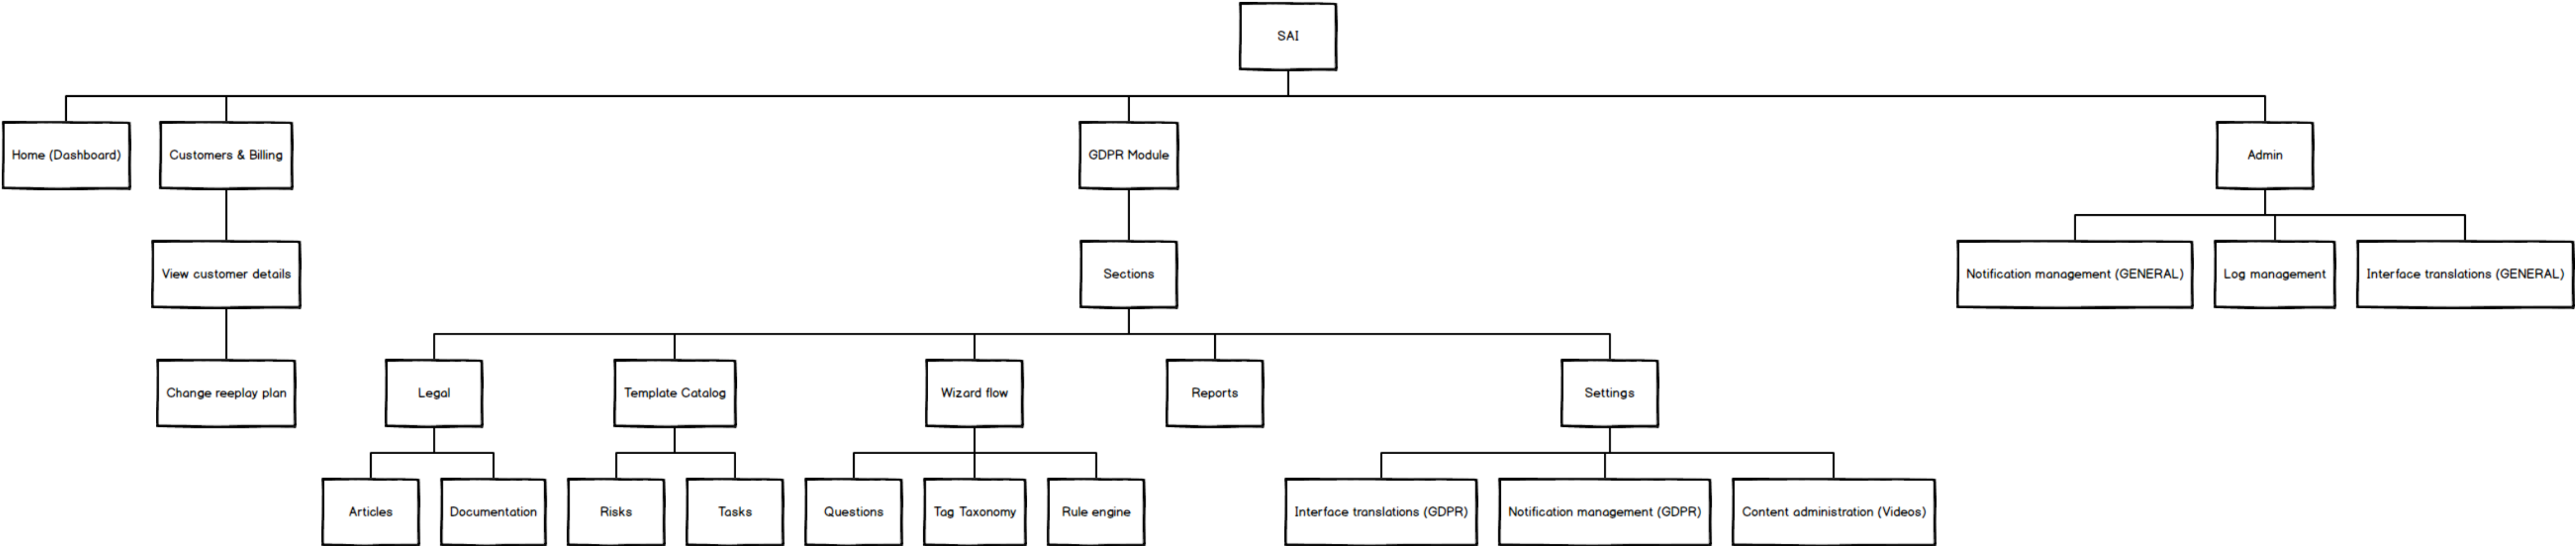 SAI
Home (Dashboard)
Customers & Billing
GDPR Module
Admin
View customer details
Sections
Notification management (GENERAL)
Log management
Interface translations (GENERAL)
Change reeplay plan
Legal
Template Catalog
Wizard flow
Reports
Settings
Articles
Documentation
Risks
Tasks
Questions
Tag Taxonomy
Rule engine
Interface translations (GDPR)
Notification management (GDPR)
Content administration (Videos)